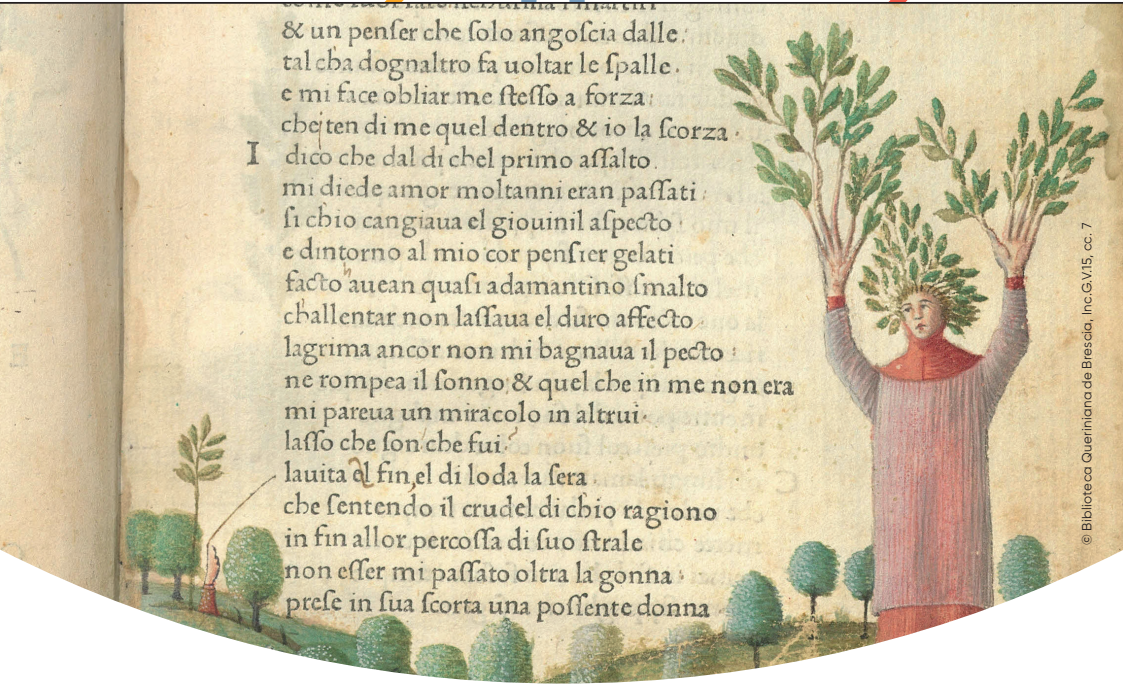 & un penſer che ſolo angoſcia dalle:
tal cha dognaltro fa uoltar le ſpalle.
e mi face obliar me ſteſſo a forza:
che ten di me quel dentro & io la ſcorza.
I dico che dal di chel primo aſſalto
mi diede amor moltanni eran paſſati:
ſi chio cangiaua el giouinil aſpecto
e dintorno al mio cor penſier gelati
facto auean quaſi adamantino ſmalto
challentar non laſſaua el duro affecto
lagrima ancor non mi bagnaua il pecto:
ne rompea il ſonno; & quel che in me non era
mi pareua un miracolo in altrui.
laſſo che ſon che fui?
lauita el fin, el di loda la ſera
che ſentendo il crudel di chio ragiono
in fin allor percoſſa di ſuo ſtrale
non eſſer mi paſſato oltra la gonna:
preſe in ſua ſcorta una poſſente donna
© Biblioteca Queriniana de Brescia, Inc.G.V.15, cc. 7